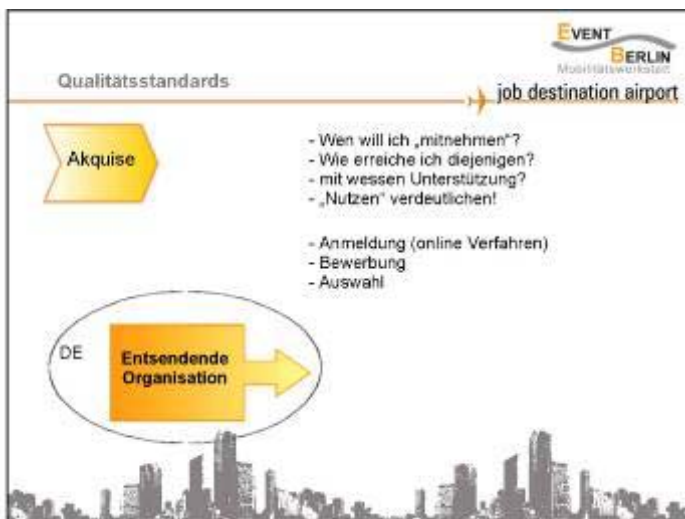 EVENT
BERLIN
Mobilitätswerkstatt
Qualitätsstandards
job destination airport
Akquise
- Wen will ich „mitnehmen“?
- Wie erreiche ich diejenigen?
- mit wessen Unterstützung?
- „Nutzen“ verdeutlichen!
- Anmeldung (online Verfahren)
- Bewerbung
- Auswahl
DE
Entsendende
Organisation